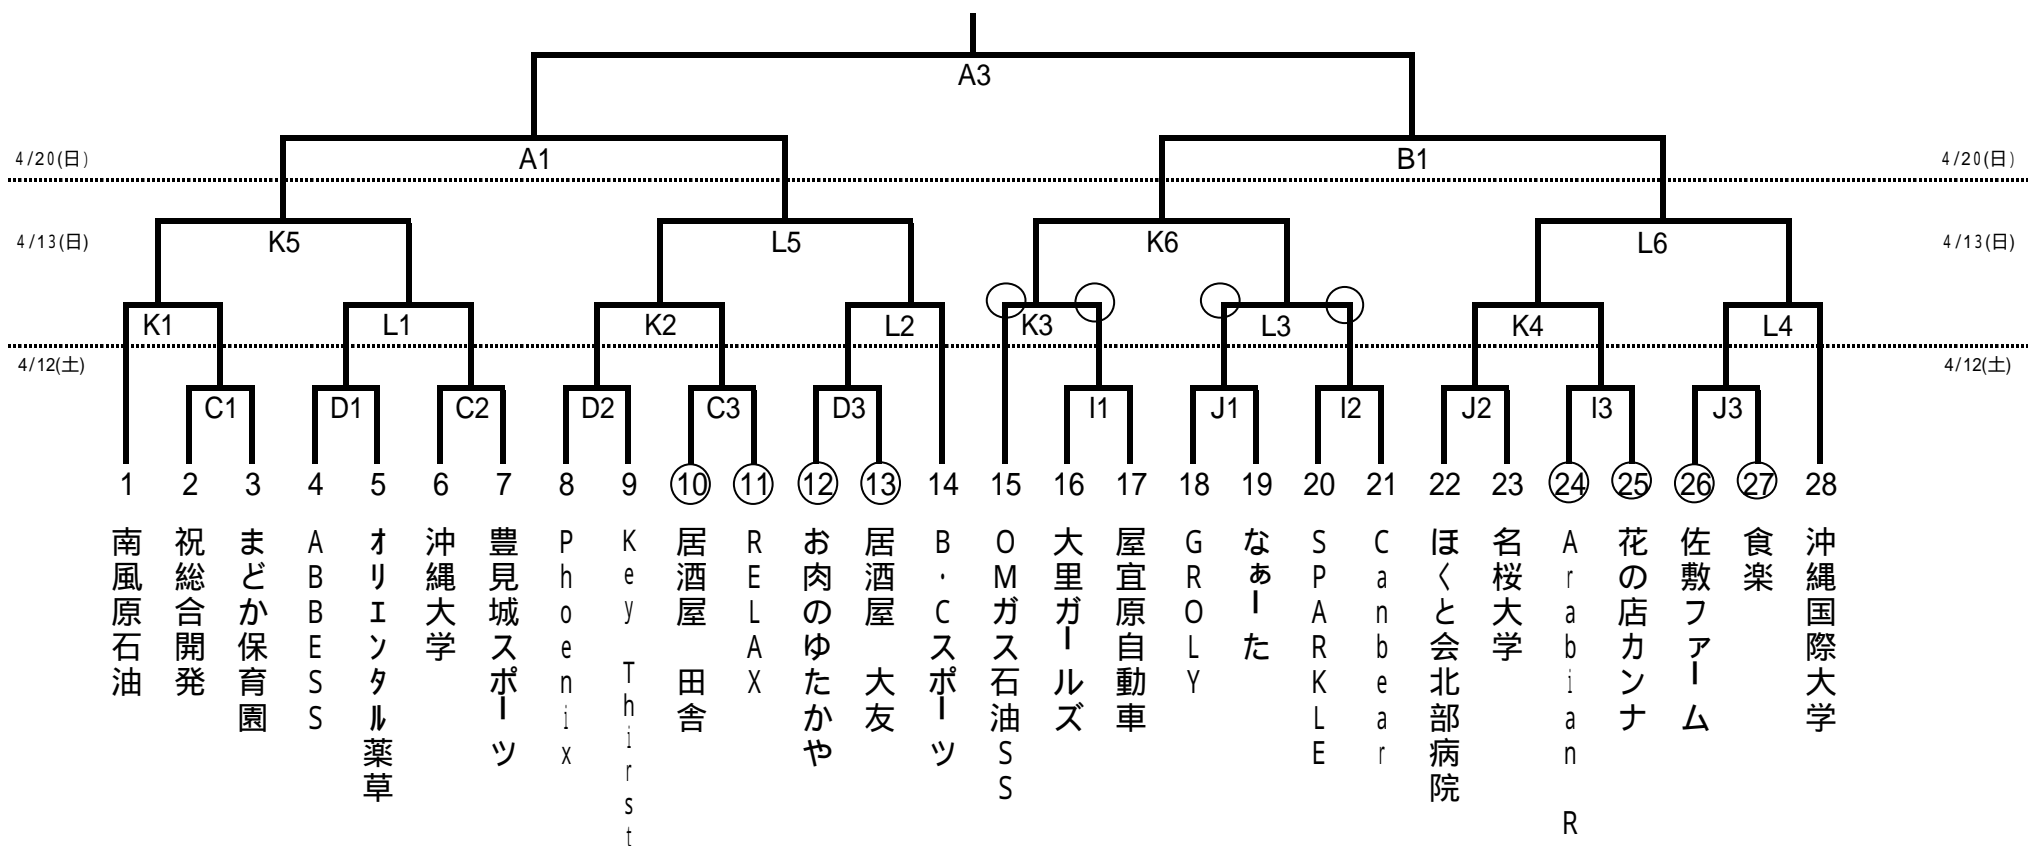 A3
4/20(日)
A1
B1
4/20(日)
4/13(日)
K5
L5
K6
L6
4/13(日)
K1
L1
K2
L2
K3
L3
K4
L4
4/12(土)
4/12(土)
C1
D1
C2
D2
C3
D3
I1
J1
I2
J2
I3
J3
1
2
3
4
5
6
7
8
9
10
11
12
13
14
15
16
17
18
19
20
21
22
23
24
25
26
27
28
南風原石油
祝総合開発
まどか保育園
ABBESS
オリエンタル薬草
沖縄大学
豊見城スポーツ
Phoenix
Key Thirst
居酒屋 田舎
RELAX
お肉のゆたかや
居酒屋 大友
B・Cスポーツ
OMガス石油SS
大里ガールズ
屋宜原自動車
GROLY
なぁーた
SPARKLE
Canbear
ほくと会北部病院
名桜大学
Arabian R
花の店カンナ
佐敷ファーム
食楽
沖縄国際大学